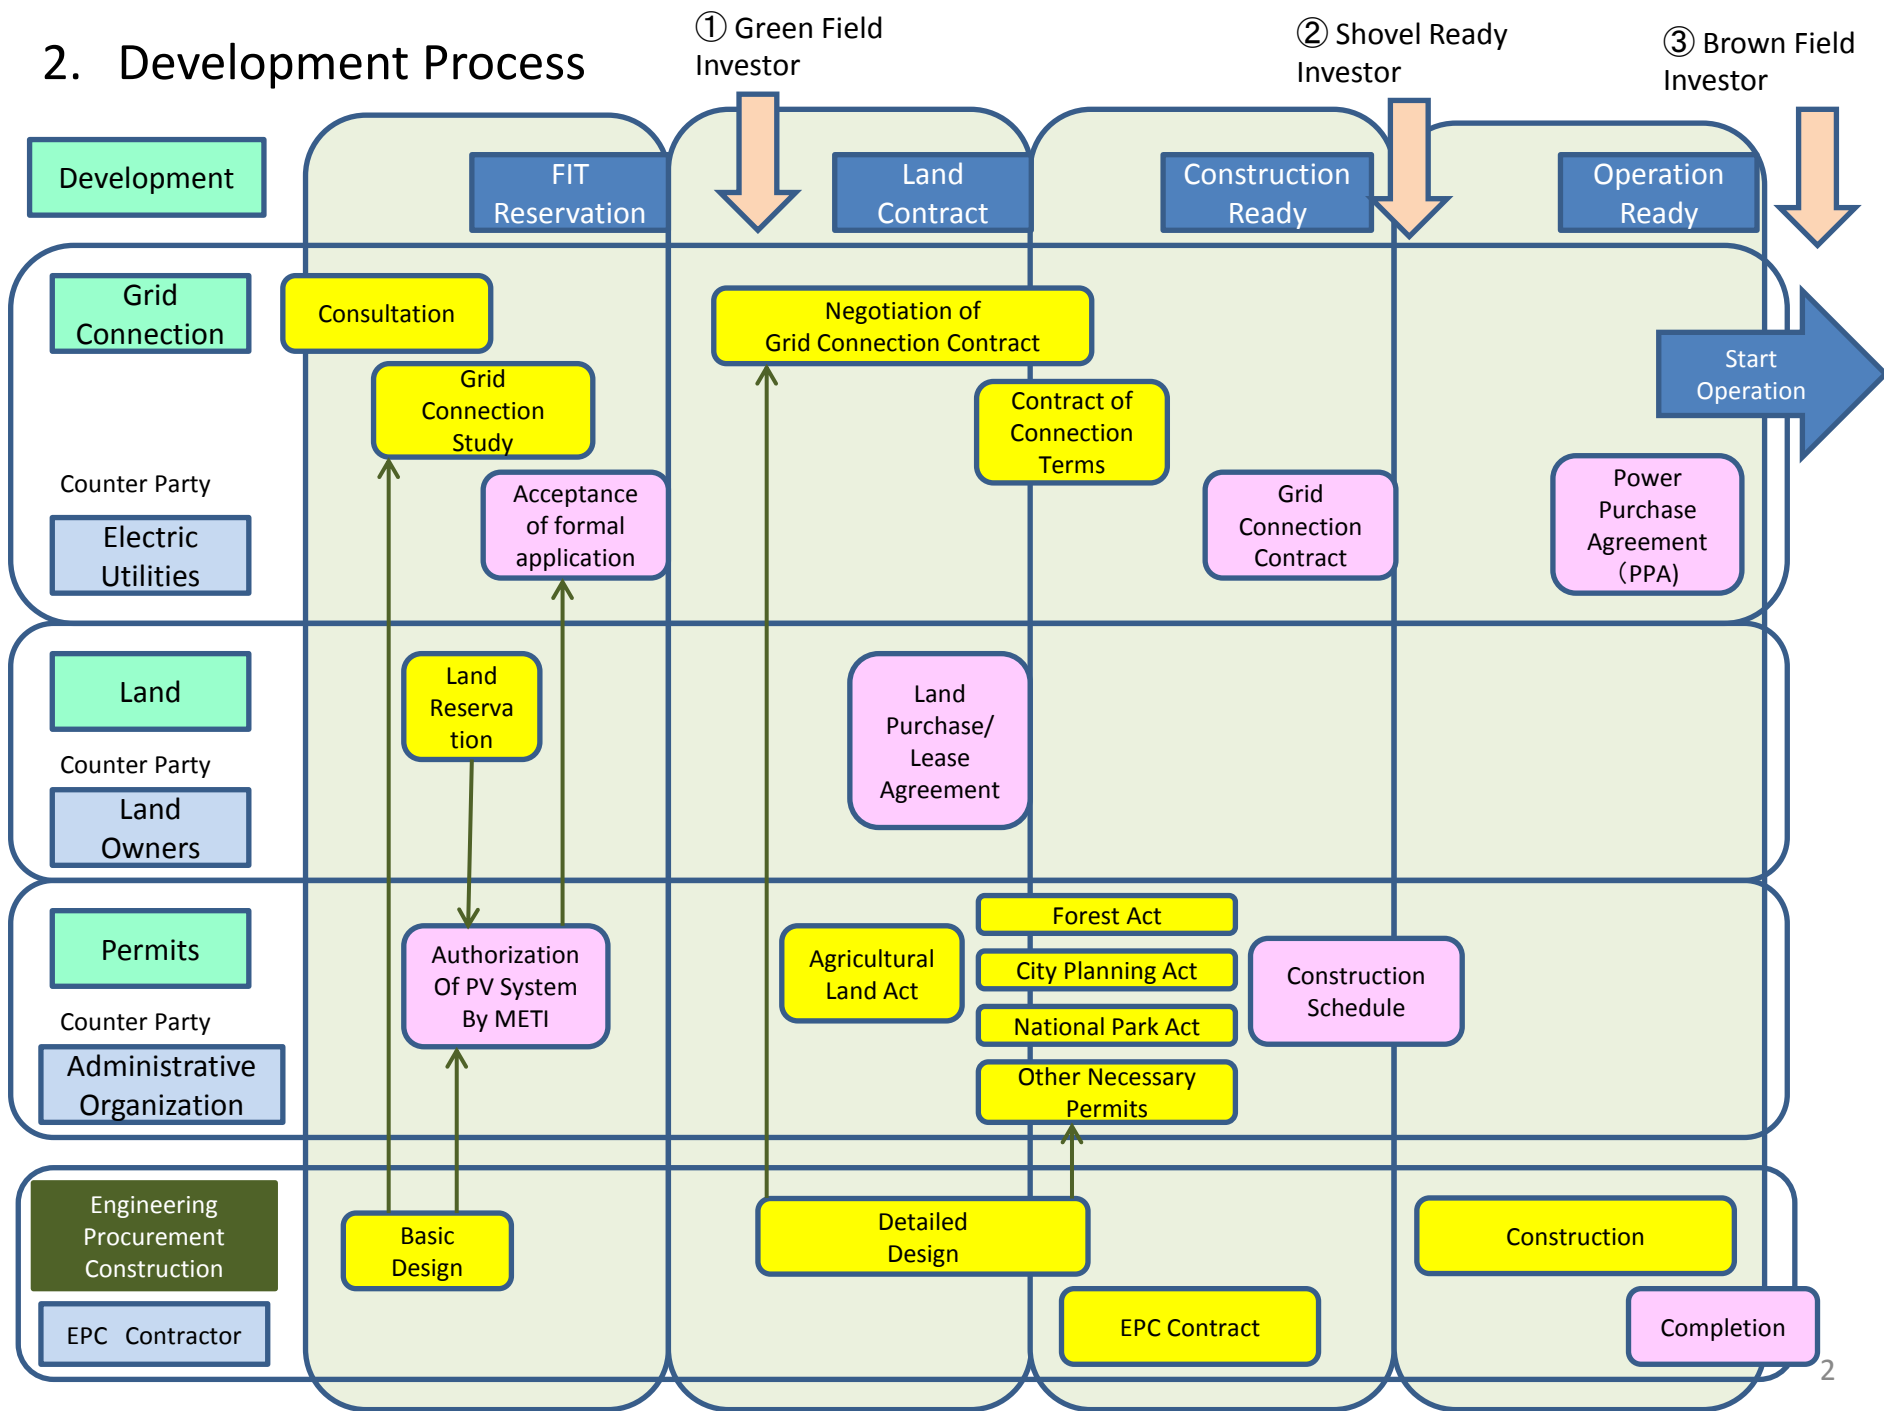 2. Development Process
① Green Field
Investor
② Shovel Ready
Investor
③ Brown Field
Investor
Development
FIT
Reservation
Land
Contract
Construction
Ready
Operation
Ready
Grid
Connection
Consultation
Grid
Connection
Study
Negotiation of
Grid Connection Contract
Contract of
Connection
Terms
Start
Operation
Counter Party
Electric
Utilities
Acceptance
of formal
application
Grid
Connection
Contract
Power
Purchase
Agreement
（PPA)
Land
Land
Reserva
tion
Land
Purchase/
Lease
Agreement
Counter Party
Land
Owners
Permits
Authorization
Of PV System
By METI
Agricultural
Land Act
Forest Act
City Planning Act
National Park Act
Other Necessary
Permits
Construction
Schedule
Counter Party
Administrative
Organization
Engineering
Procurement
Construction
Basic
Design
Detailed
Design
Construction
EPC Contractor
EPC Contract
Completion
2